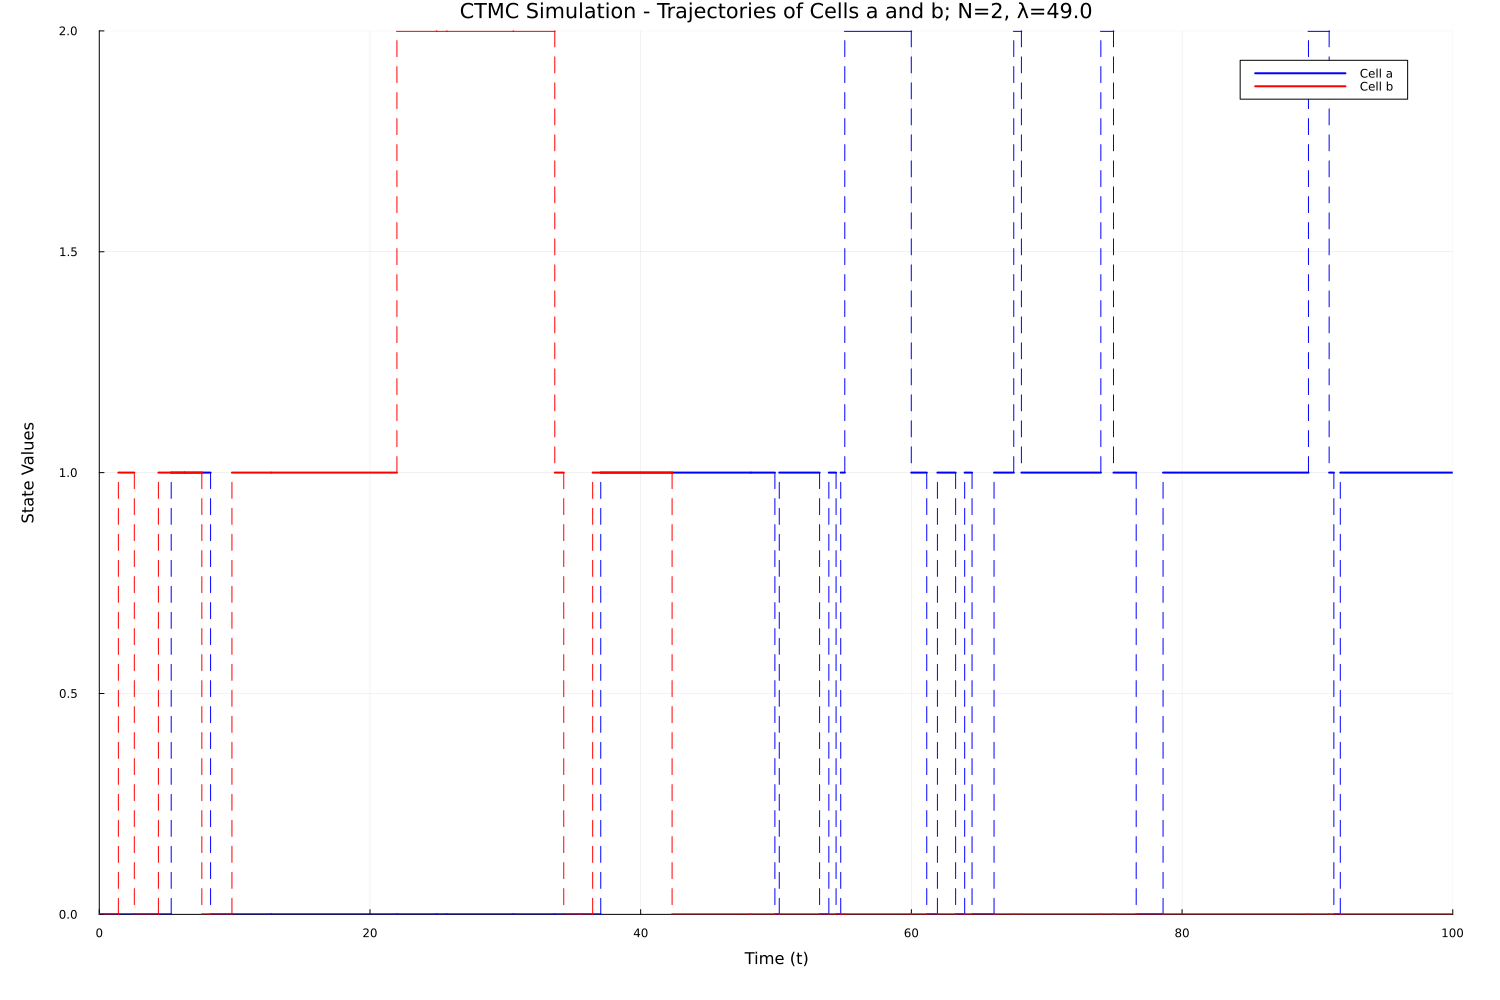 CTMC Simulation - Trajectories of Cells a and b; N=2, λ=49.0
2.0
Cell a
Cell b
1.5
State Values
1.0
0.5
0.0
0 20 40 60 80 100
Time (t)